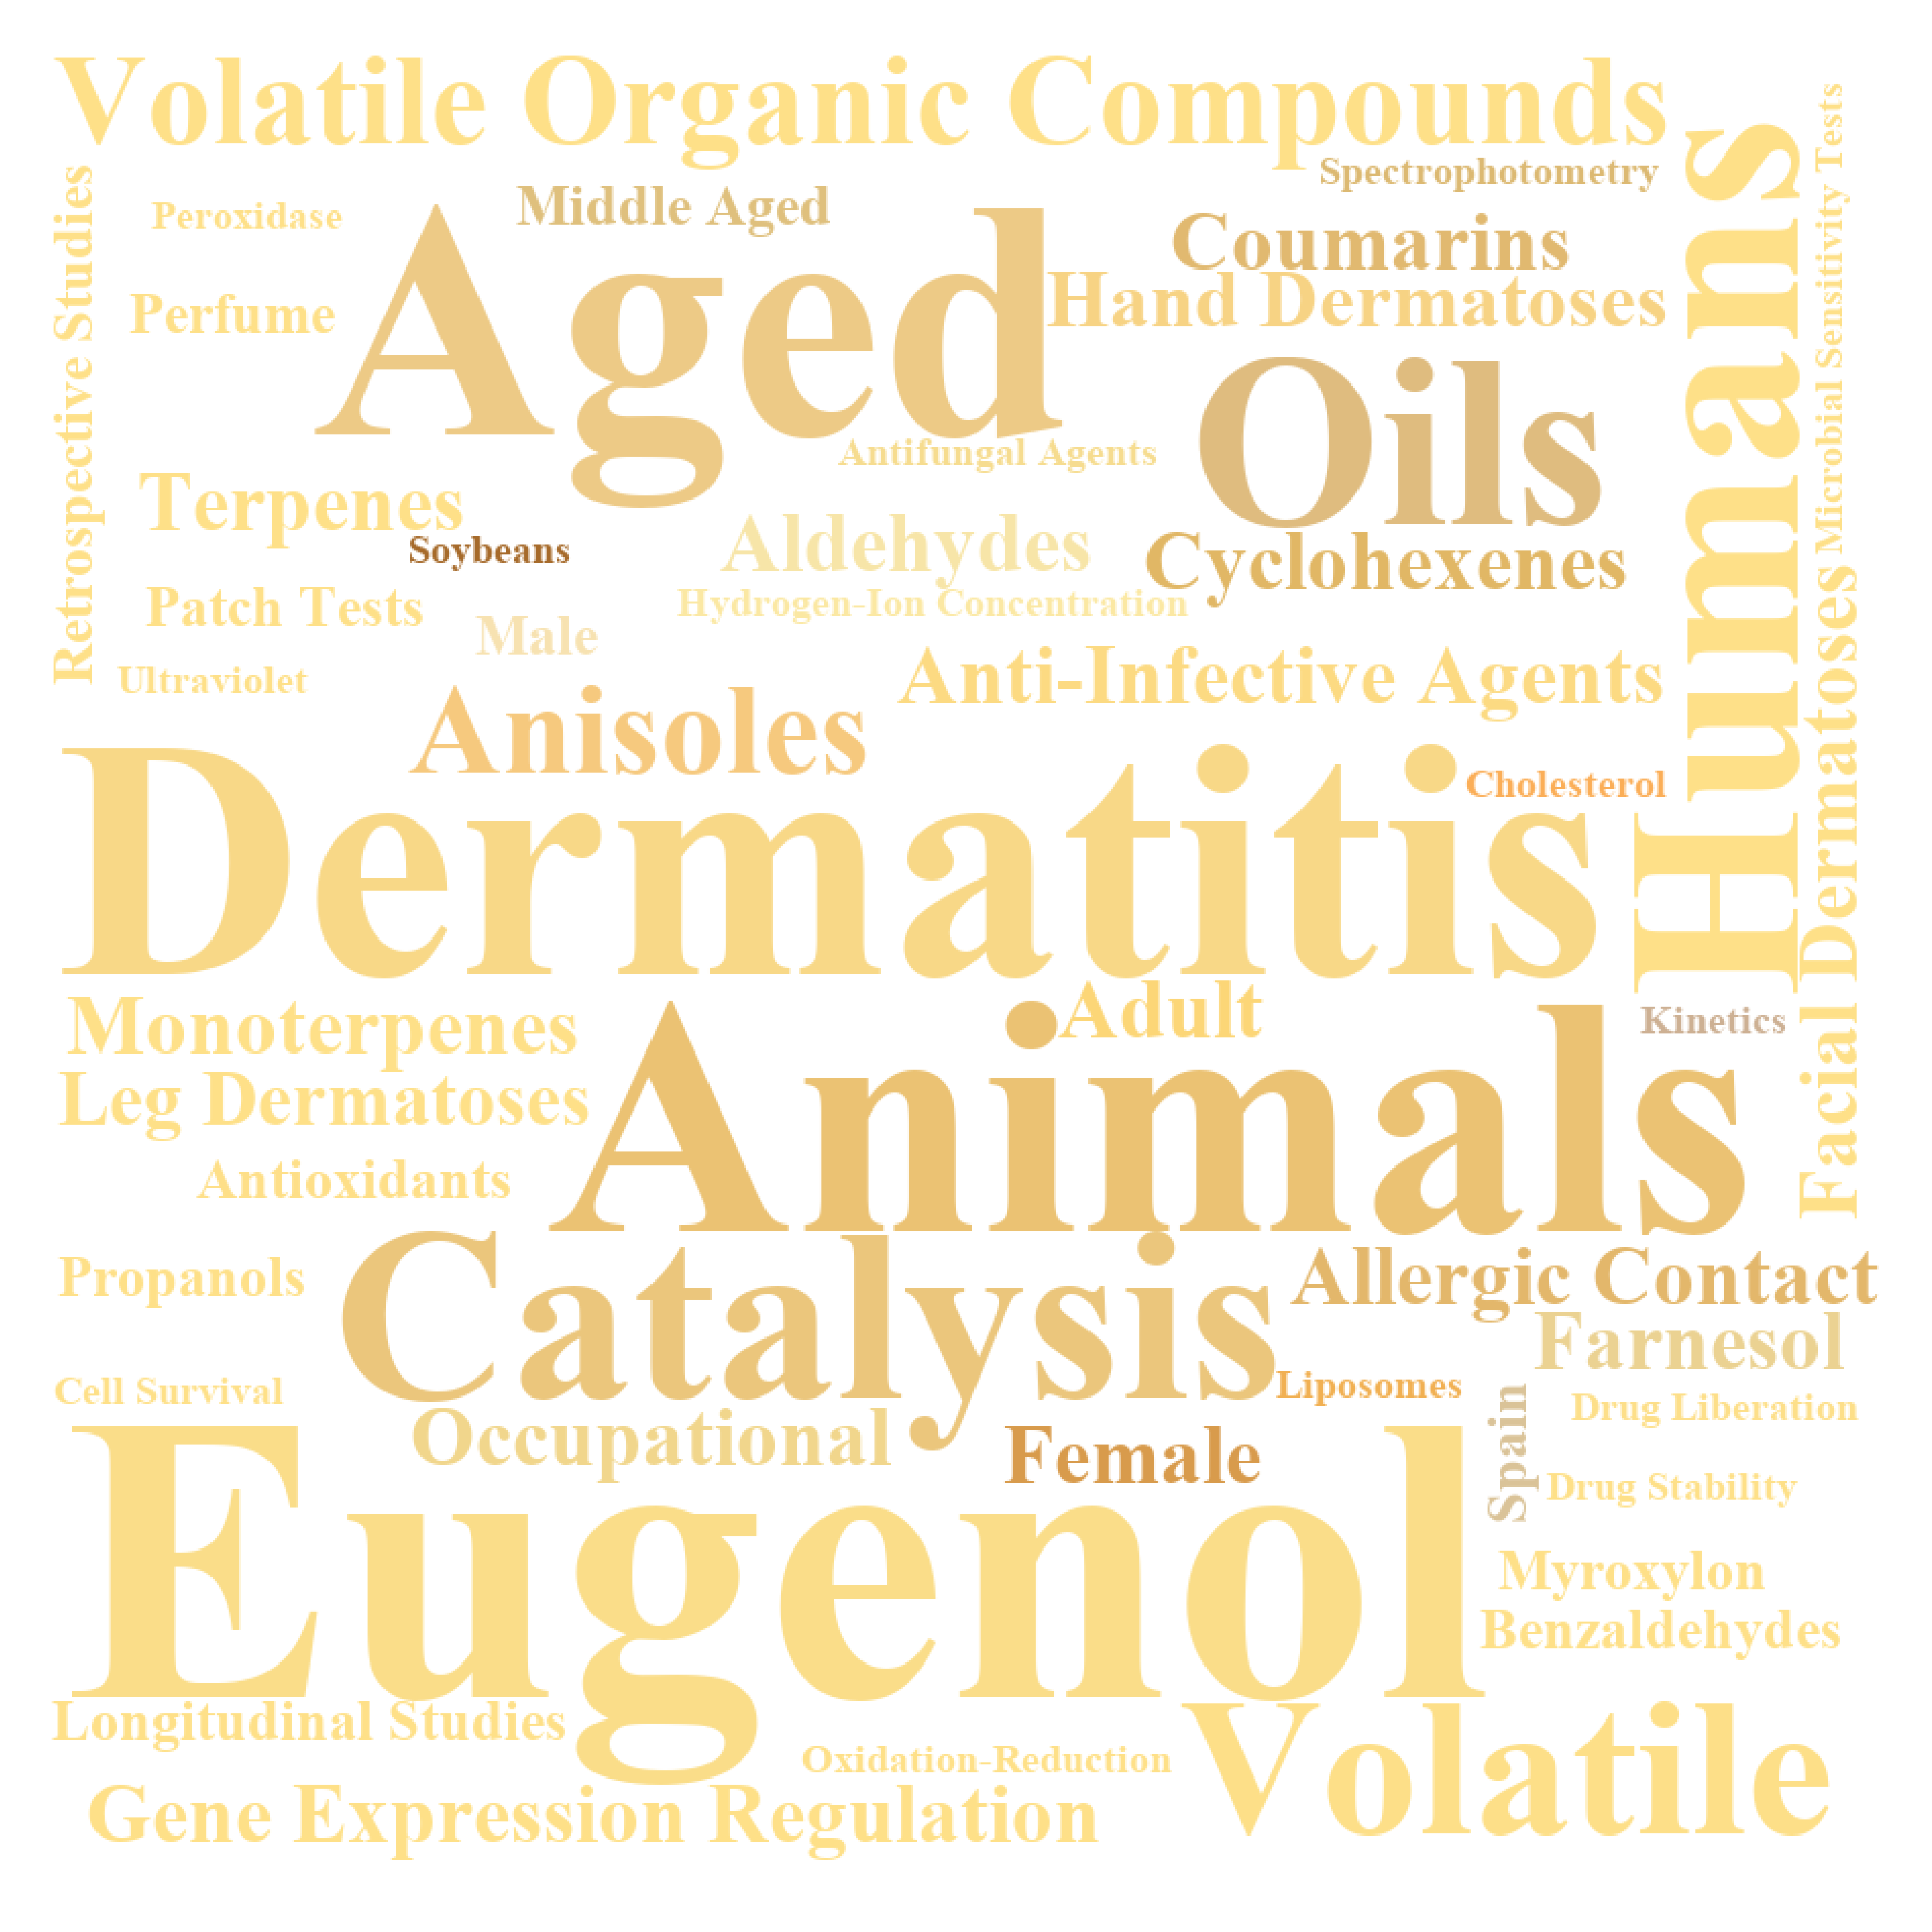 Volatile Organic Compounds
Spectrophotometry
Microbial Sensitivity Tests
Humans
Retrospective Studies
Peroxidase
Middle Aged
Aged
Coumarins
Perfume
Hand Dermatoses
Oils
Antifungal Agents
Terpenes
Soybeans
Aldehydes
Cyclohexenes
Patch Tests
Hydrogen-Ion Concentration
Male
Ultraviolet
Anti-Infective Agents
Facial Dermatoses
Anisoles
Cholesterol
Dermatitis
Monoterpenes
Adult
Kinetics
Leg Dermatoses
Animals
Antioxidants
Propanols
Catalysis
Allergic Contact
Farnesol
Cell Survival
Liposomes
Drug Liberation
Occupational
Female
Spain
Drug Stability
Eugenol
Myroxylon
Benzaldehydes
Longitudinal Studies
Volatile
Oxidation-Reduction
Gene Expression Regulation